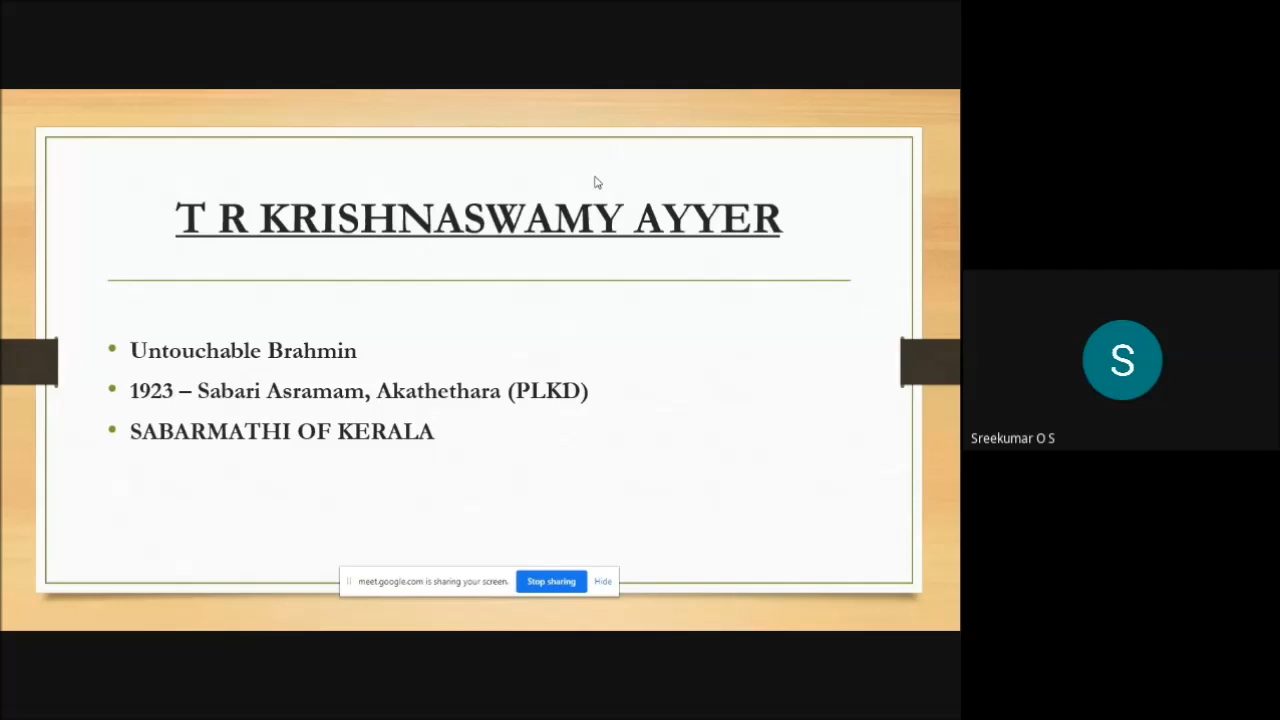 T R KRISHNASWAMY AYYER
• Untouchable Brahmin
• 1923 – Sabari Asramam, Akathethara (PLKD)
• SABARMATHI OF KERALA
meet.google.com is sharing your screen. Stop sharing Hide
S
Sreekumar O S